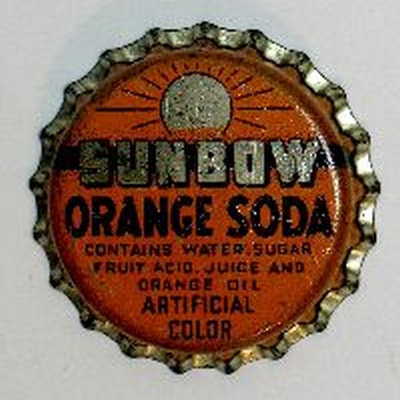 SUNBOW
ORANGE SODA
CONTAINS WATER, SUGAR
FRUIT ACID, JUICE AND
ORANGE OIL
ARTIFICIAL
COLOR